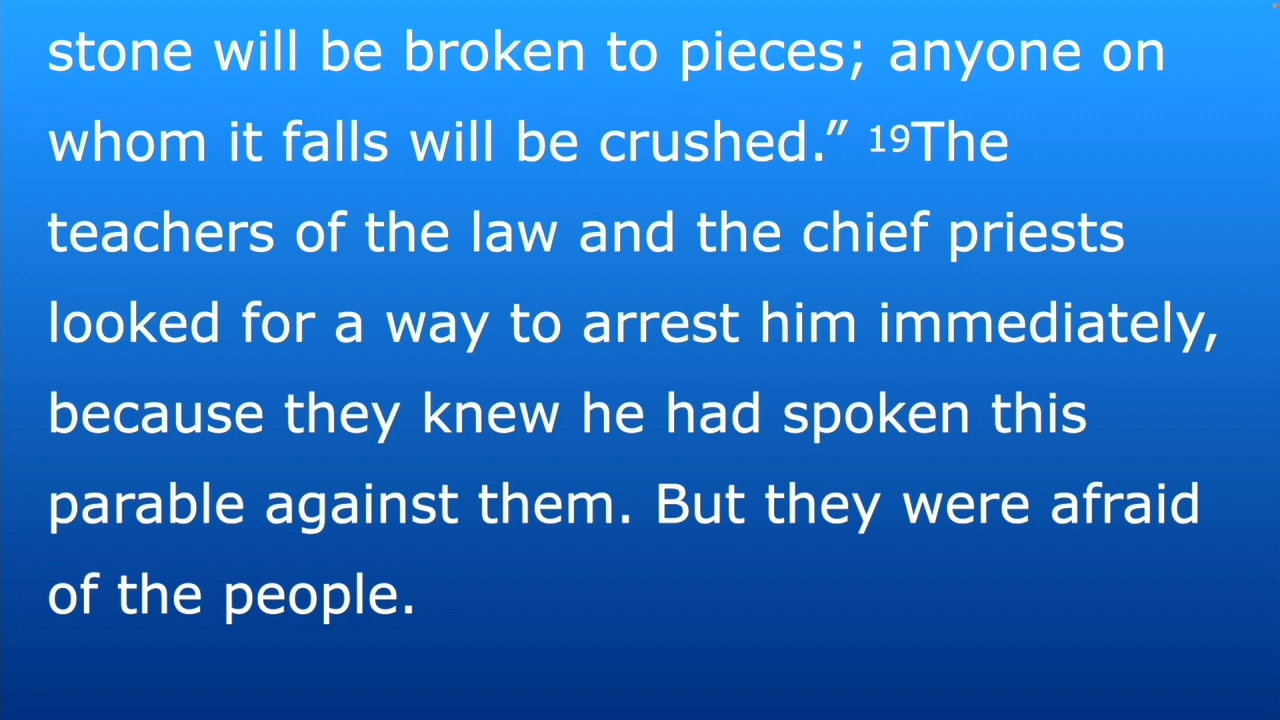 stone will be broken to pieces; anyone on
whom it falls will be crushed.” 19The
teachers of the law and the chief priests
looked for a way to arrest him immediately,
because they knew he had spoken this
parable against them. But they were afraid
of the people.